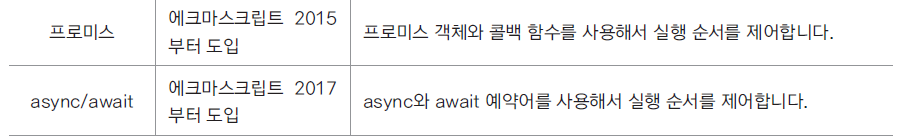 프로미스
에크마스크립트 2015
부터 도입
프로미스 객체와 콜백 함수를 사용해서 실행 순서를 제어합니다.
async/await
에크마스크립트 2017
부터 도입
async와 await 예약어를 사용해서 실행 순서를 제어합니다.